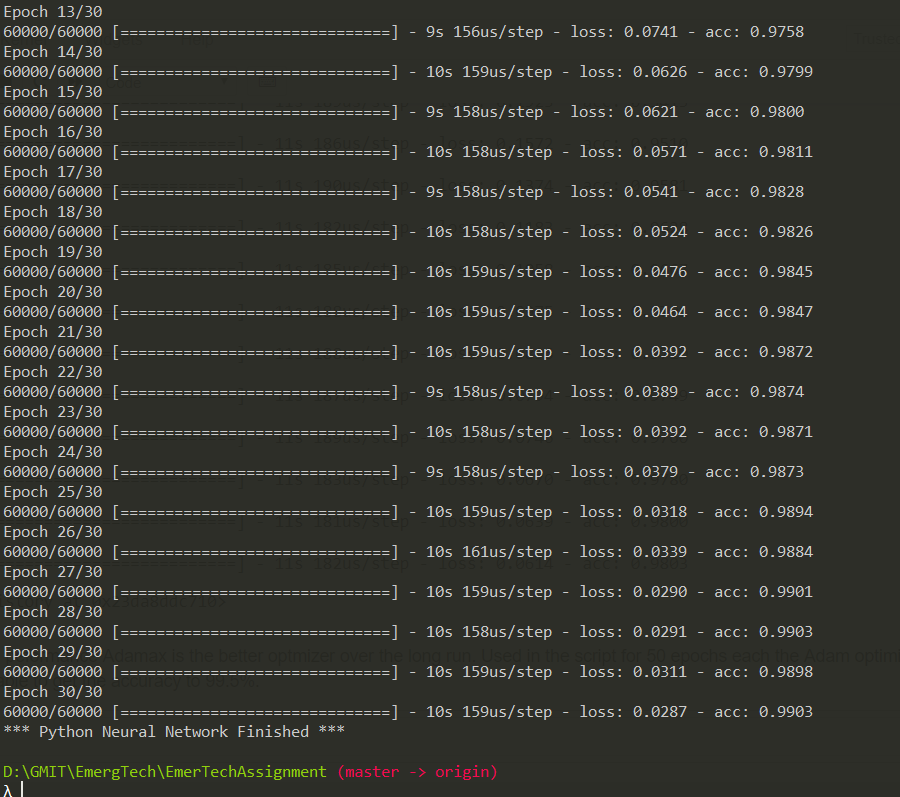 Epoch 13/30
60000/60000 [==============================] - 9s 156us/step - loss: 0.0741 - acc: 0.9758
Epoch 14/30
60000/60000 [==============================] - 10s 159us/step - loss: 0.0626 - acc: 0.9799
Epoch 15/30
60000/60000 [==============================] - 9s 158us/step - loss: 0.0621 - acc: 0.9800
Epoch 16/30
60000/60000 [==============================] - 10s 158us/step - loss: 0.0571 - acc: 0.9811
Epoch 17/30
60000/60000 [==============================] - 9s 158us/step - loss: 0.0541 - acc: 0.9828
Epoch 18/30
60000/60000 [==============================] - 10s 158us/step - loss: 0.0524 - acc: 0.9826
Epoch 19/30
60000/60000 [==============================] - 10s 159us/step - loss: 0.0476 - acc: 0.9845
Epoch 20/30
60000/60000 [==============================] - 10s 159us/step - loss: 0.0464 - acc: 0.9847
Epoch 21/30
60000/60000 [==============================] - 10s 159us/step - loss: 0.0392 - acc: 0.9872
Epoch 22/30
60000/60000 [==============================] - 9s 158us/step - loss: 0.0389 - acc: 0.9874
Epoch 23/30
60000/60000 [==============================] - 10s 158us/step - loss: 0.0392 - acc: 0.9871
Epoch 24/30
60000/60000 [==============================] - 9s 158us/step - loss: 0.0379 - acc: 0.9873
Epoch 25/30
60000/60000 [==============================] - 10s 159us/step - loss: 0.0318 - acc: 0.9894
Epoch 26/30
60000/60000 [==============================] - 10s 161us/step - loss: 0.0339 - acc: 0.9884
Epoch 27/30
60000/60000 [==============================] - 10s 159us/step - loss: 0.0290 - acc: 0.9901
Epoch 28/30
60000/60000 [==============================] - 10s 158us/step - loss: 0.0291 - acc: 0.9903
Epoch 29/30
60000/60000 [==============================] - 10s 159us/step - loss: 0.0311 - acc: 0.9898
Epoch 30/30
60000/60000 [==============================] - 10s 159us/step - loss: 0.0287 - acc: 0.9903
*** Python Neural Network Finished ***
D:\GMIT\EmergTech\EmerTechAssignment (master -> origin)
λ